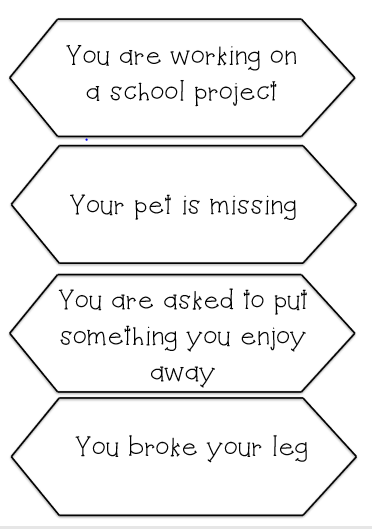 You are working on
a school project
Your pet is missing
You are asked to put
something you enjoy
away
You broke your leg